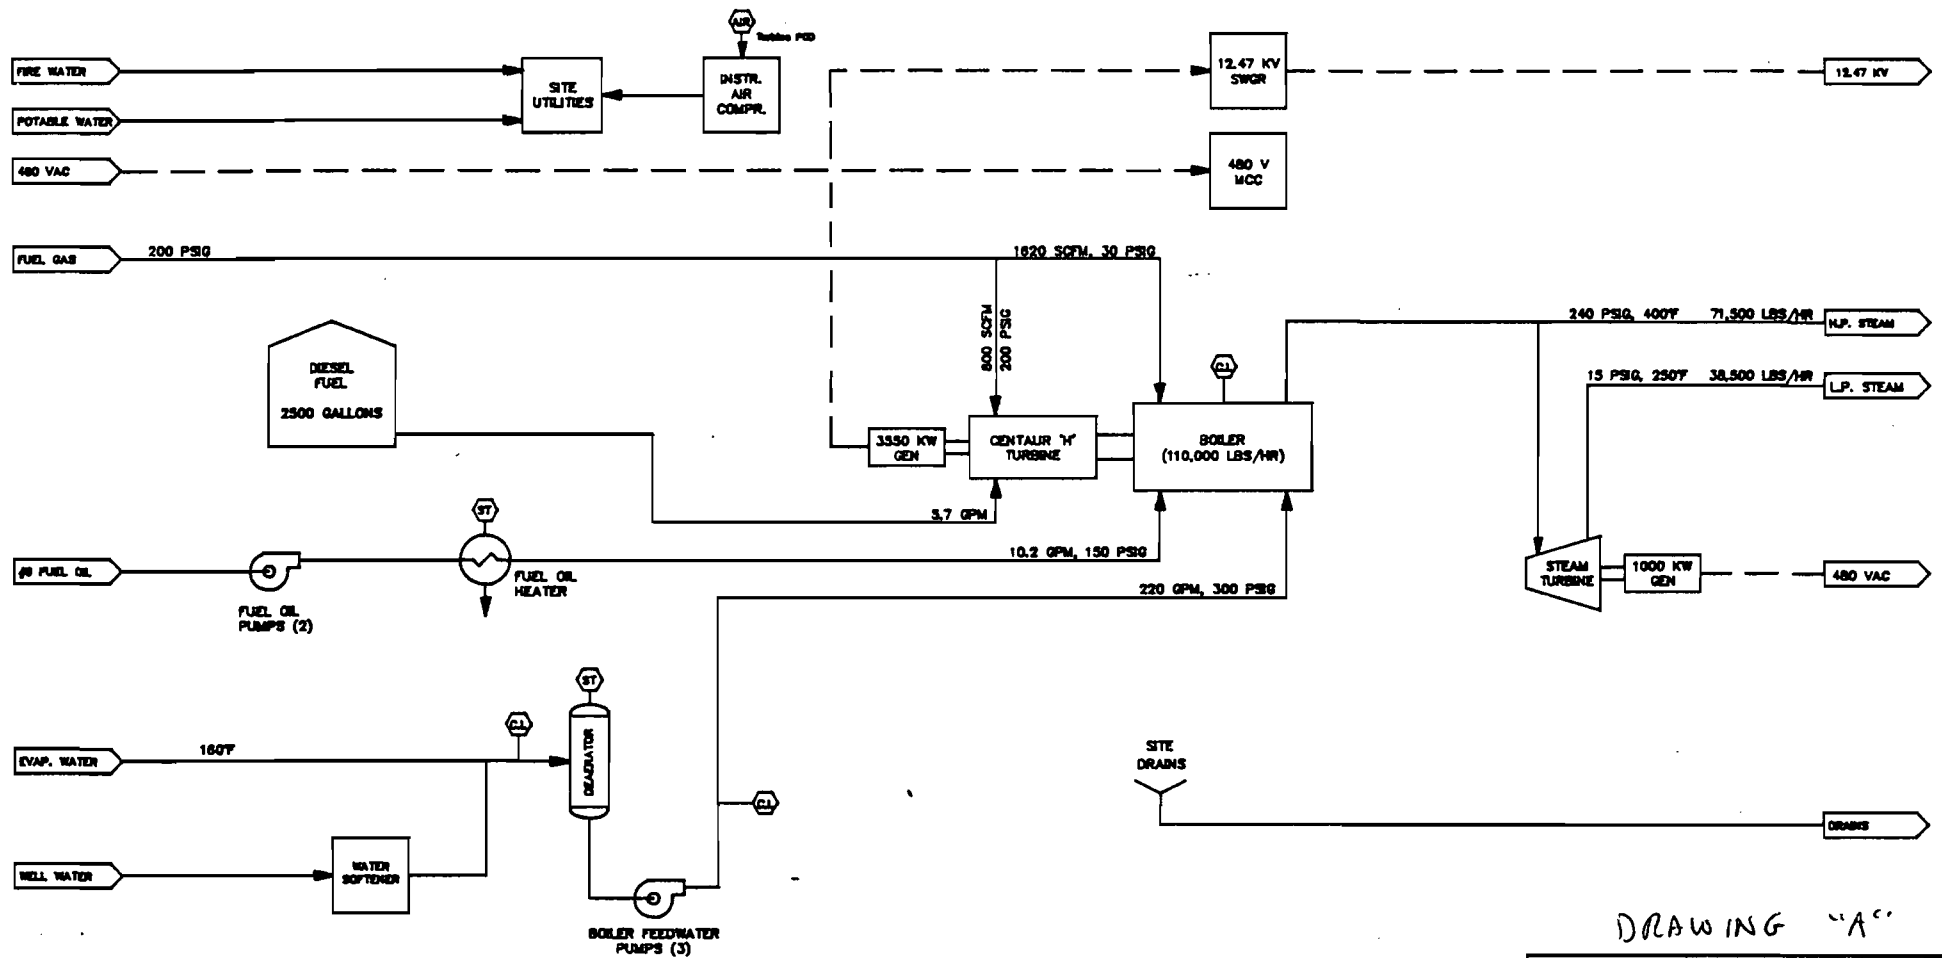 AIR
Turbine PCD
FIRE WATER
POTABLE WATER
480 VAC
SITE
UTILITIES
INSTR.
AIR
COMPR.
12.47 KV
SWGR
12.47 KV
480 V
MCC
FUEL GAS
200 PSIG
1620 SCFM, 30 PSIG
800 SCFM
200 PSIG
240 PSIG, 400°F 71,500 LBS/HR
H.P. STEAM
15 PSIG, 250°F 38,500 LBS/HR
L.P. STEAM
DIESEL
FUEL
2500 GALLONS
C.I.
3550 KW
GEN
CENTAUR "H"
TURBINE
BOILER
(110,000 LBS/HR)
5.7 GPM
ST
#6 FUEL OIL
FUEL OIL
PUMPS (2)
FUEL OIL
HEATER
10.2 GPM, 150 PSIG
220 GPM, 300 PSIG
STEAM
TURBINE
1000 KW
GEN
480 VAC
ST
C.I.
EVAP. WATER
160°F
DEAERATOR
C.I.
WELL WATER
WATER
SOFTENER
BOILER FEEDWATER
PUMPS (3)
SITE
DRAINS
DRAINS
DRAWING "A"